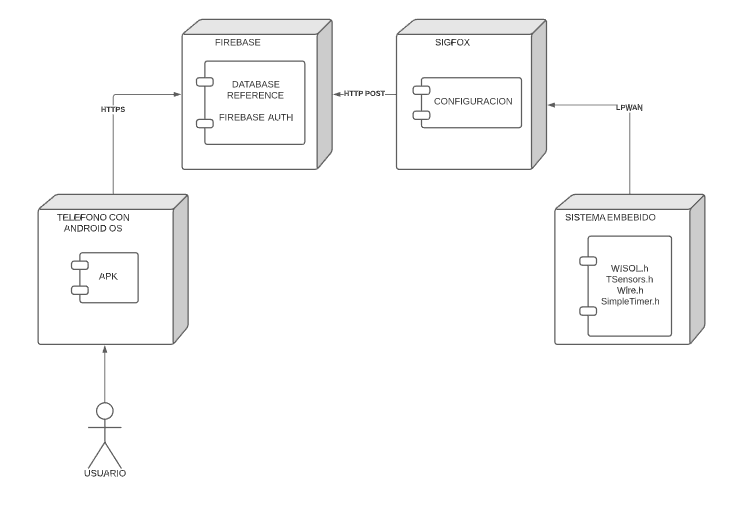 FIREBASE
DATABASE
REFERENCE
FIREBASE AUTH
SIGFOX
CONFIGURACION
HTTPS
HTTP POST
LPWAN
TELEFONO CON
ANDROID OS
APK
SISTEMA EMBEBIDO
WISOL.h
TSensors.h
Wire.h
SimpleTimer.h
USUARIO